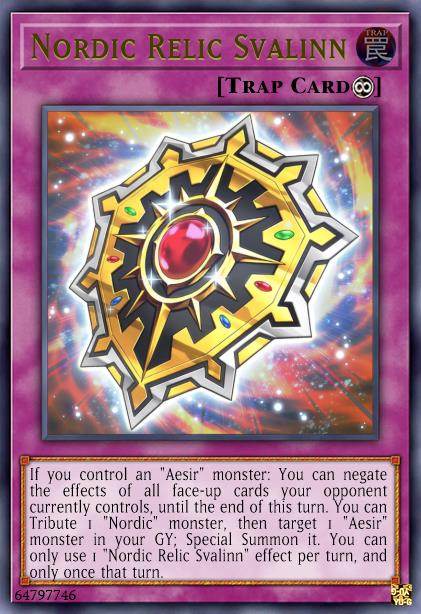 Nordic Relic Svalinn
TRAP
罠
[Trap Card]
If you control an "Aesir" monster: You can negate
the effects of all face-up cards your opponent
currently controls, until the end of this turn. You can
Tribute 1 "Nordic" monster, then target 1 "Aesir"
monster in your GY; Special Summon it. You can
only use 1 "Nordic Relic Svalinn" effect per turn, and
only once that turn.
64797746